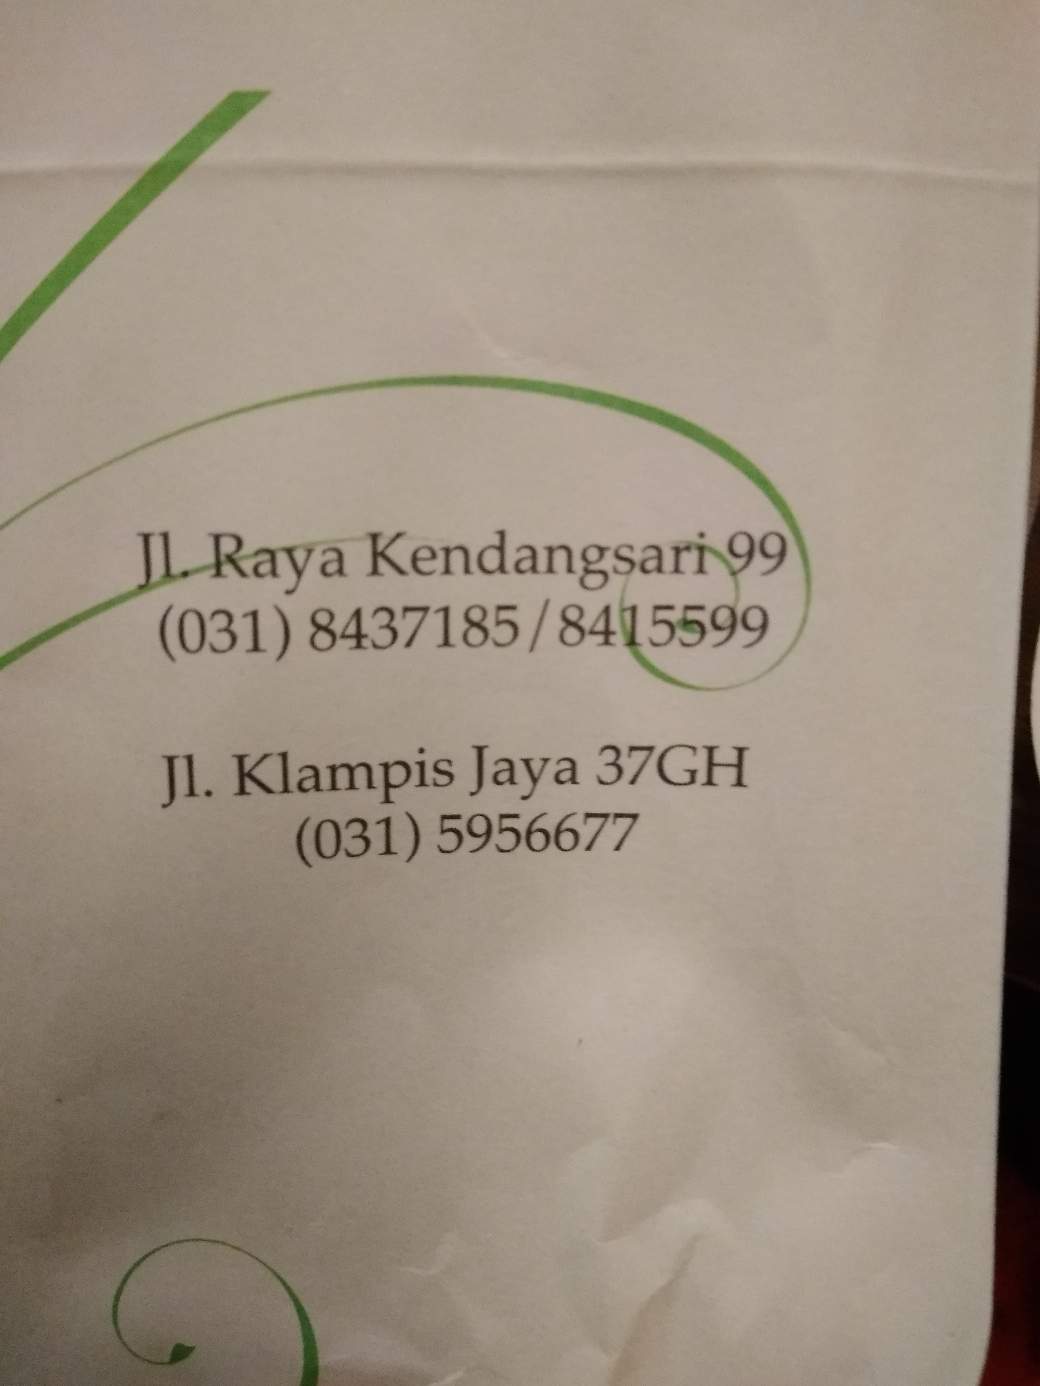 Jl. Raya Kendangsari 99
(031) 8437185/8415599
Jl. Klampis Jaya 37GH
(031) 5956677